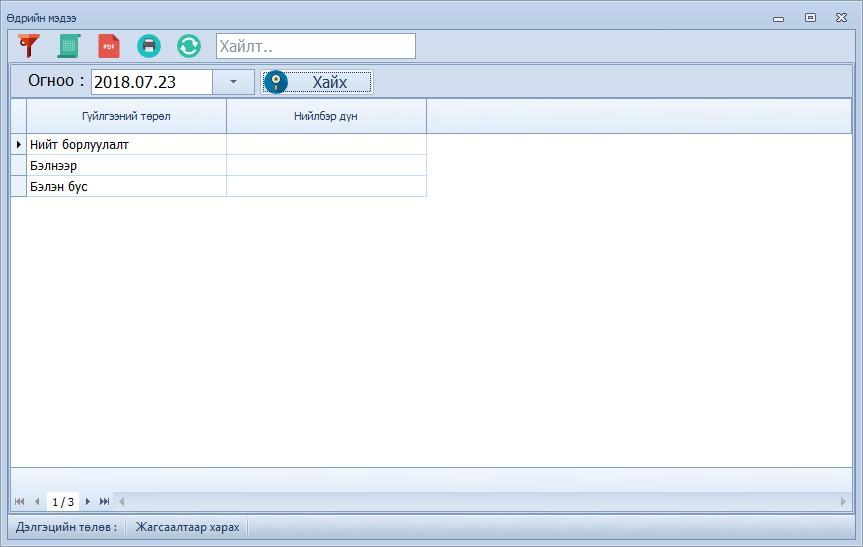 Өдрийн мэдээ
PDF
Хайлт..
Огноо : 2018.07.23 Хайх
Гүйлгээний төрөл Нийлбэр дүн
Нийт борлуулалт
Бэлнээр
Бэлэн бус
1 / 3
Дэлгэцийн төлөв : Жагсаалтаар харах